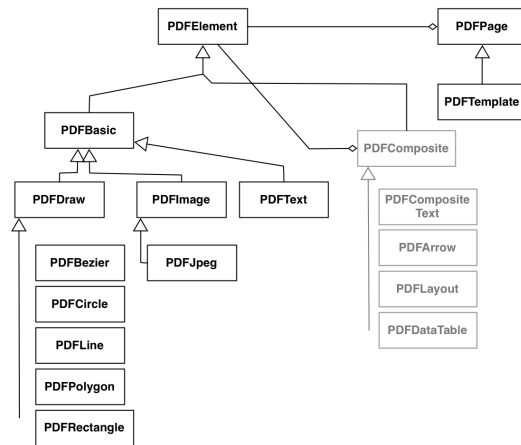 PDFElement
PDFPage
PDFTemplate
PDFBasic
PDFComposite
PDFDraw
PDFImage
PDFText
PDFComposite
Text
PDFBezier
PDFJpeg
PDFArrow
PDFCircle
PDFLayout
PDFLine
PDFDataTable
PDFPolygon
PDFRectangle